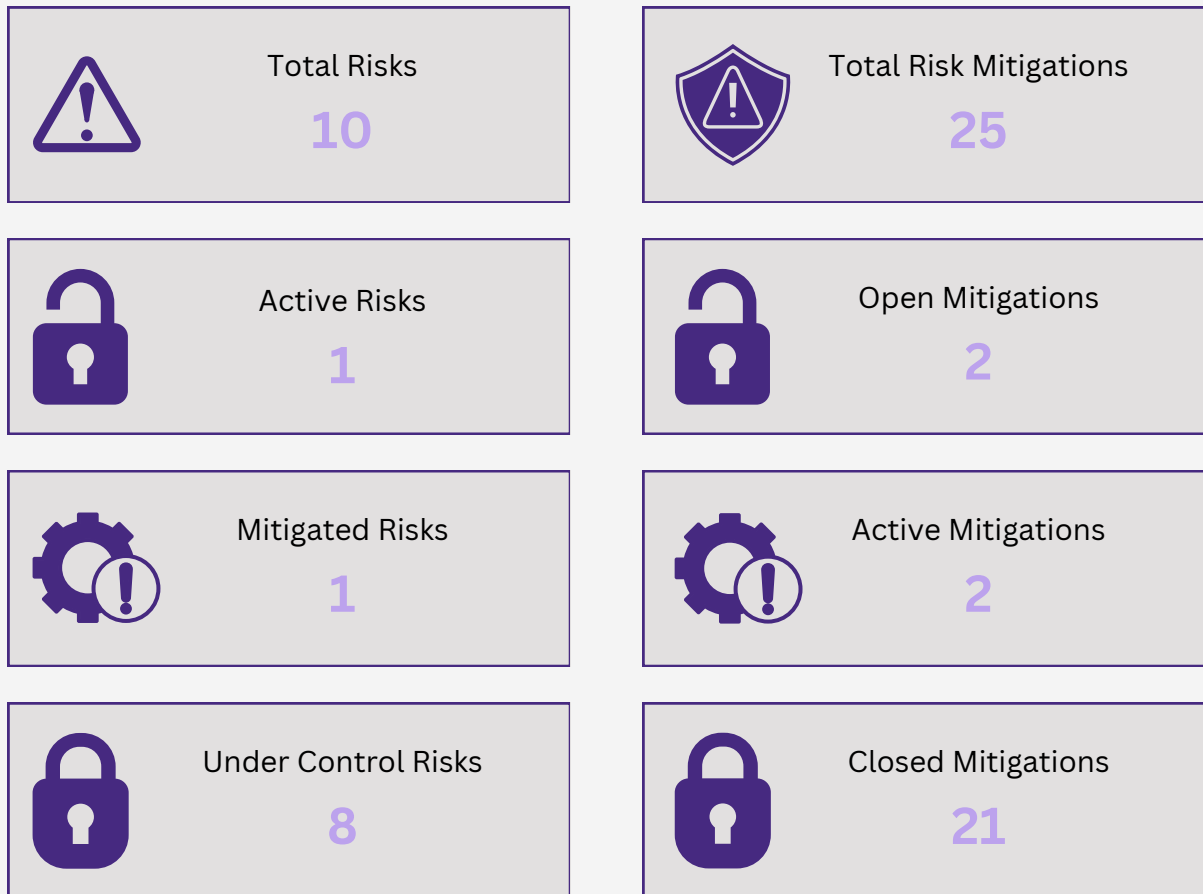 Total Risks
10
Total Risk Mitigations
25
Active Risks
1
Open Mitigations
2
Mitigated Risks
1
Active Mitigations
2
Under Control Risks
8
Closed Mitigations
21